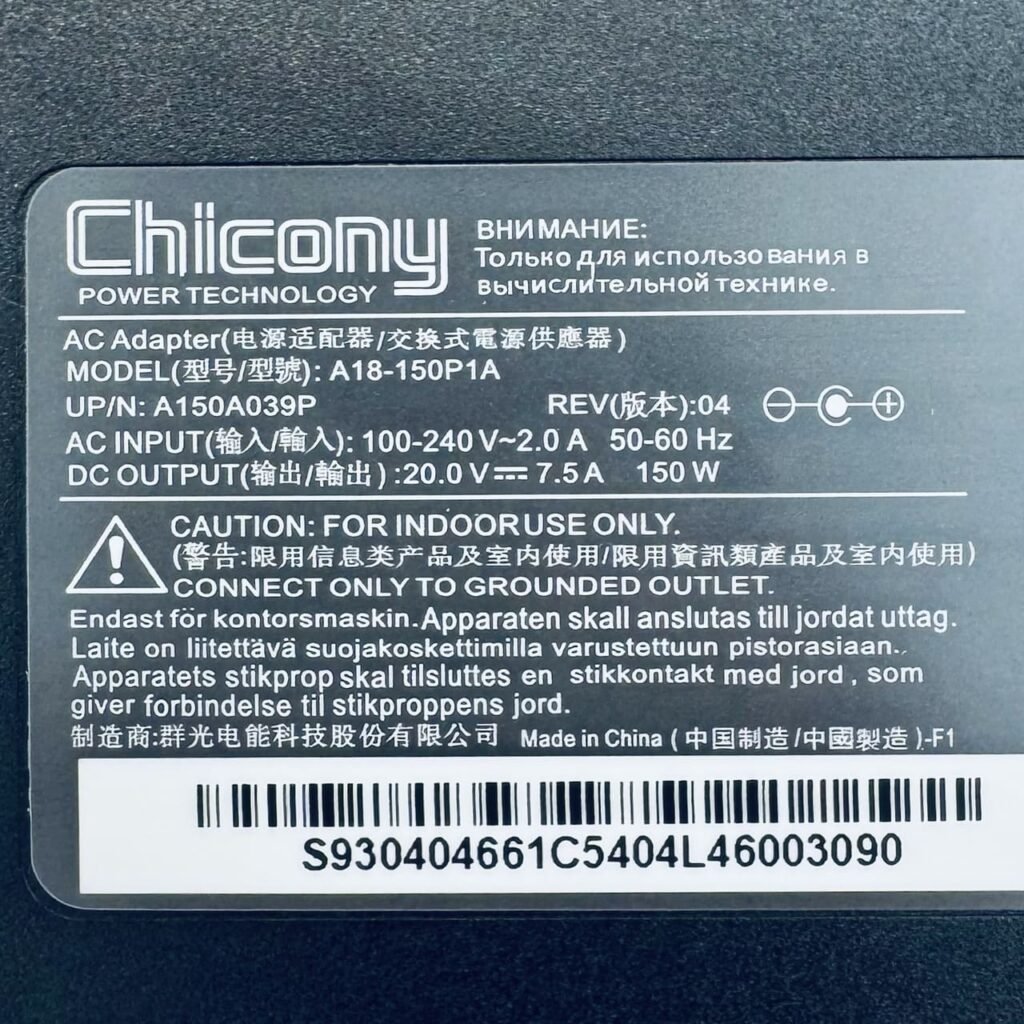 Chicony
POWER TECHNOLOGY
ВНИМАНИЕ:
Только для использования в
вычислительной технике.
AC Adapter(电源适配器/交换式電源供應器)
MODEL(型号/型號): A18-150P1A
UP/N: A150A039P REV(版本):04
AC INPUT(输入/輸入): 100-240 V~2.0 A 50-60 Hz
DC OUTPUT(输出/輸出) :20.0 V⎓ 7.5 A 150 W
CAUTION: FOR INDOOR USE ONLY.
(警告:限用信息类产品及室内使用/限用資訊類產品及室內使用)
CONNECT ONLY TO GROUNDED OUTLET.
Endast för kontorsmaskin. Apparaten skall anslutas till jordat uttag.
Laite on liitettävä suojakoskettimilla varustettuun pistorasiaan..
Apparatets stikprop skal tilsluttes en stikkontakt med jord , som
giver forbindelse til stikproppens jord.
制造商:群光电能科技股份有限公司 Made in China ( 中国制造/中國製造 )-F1
S930404661C5404L46003090